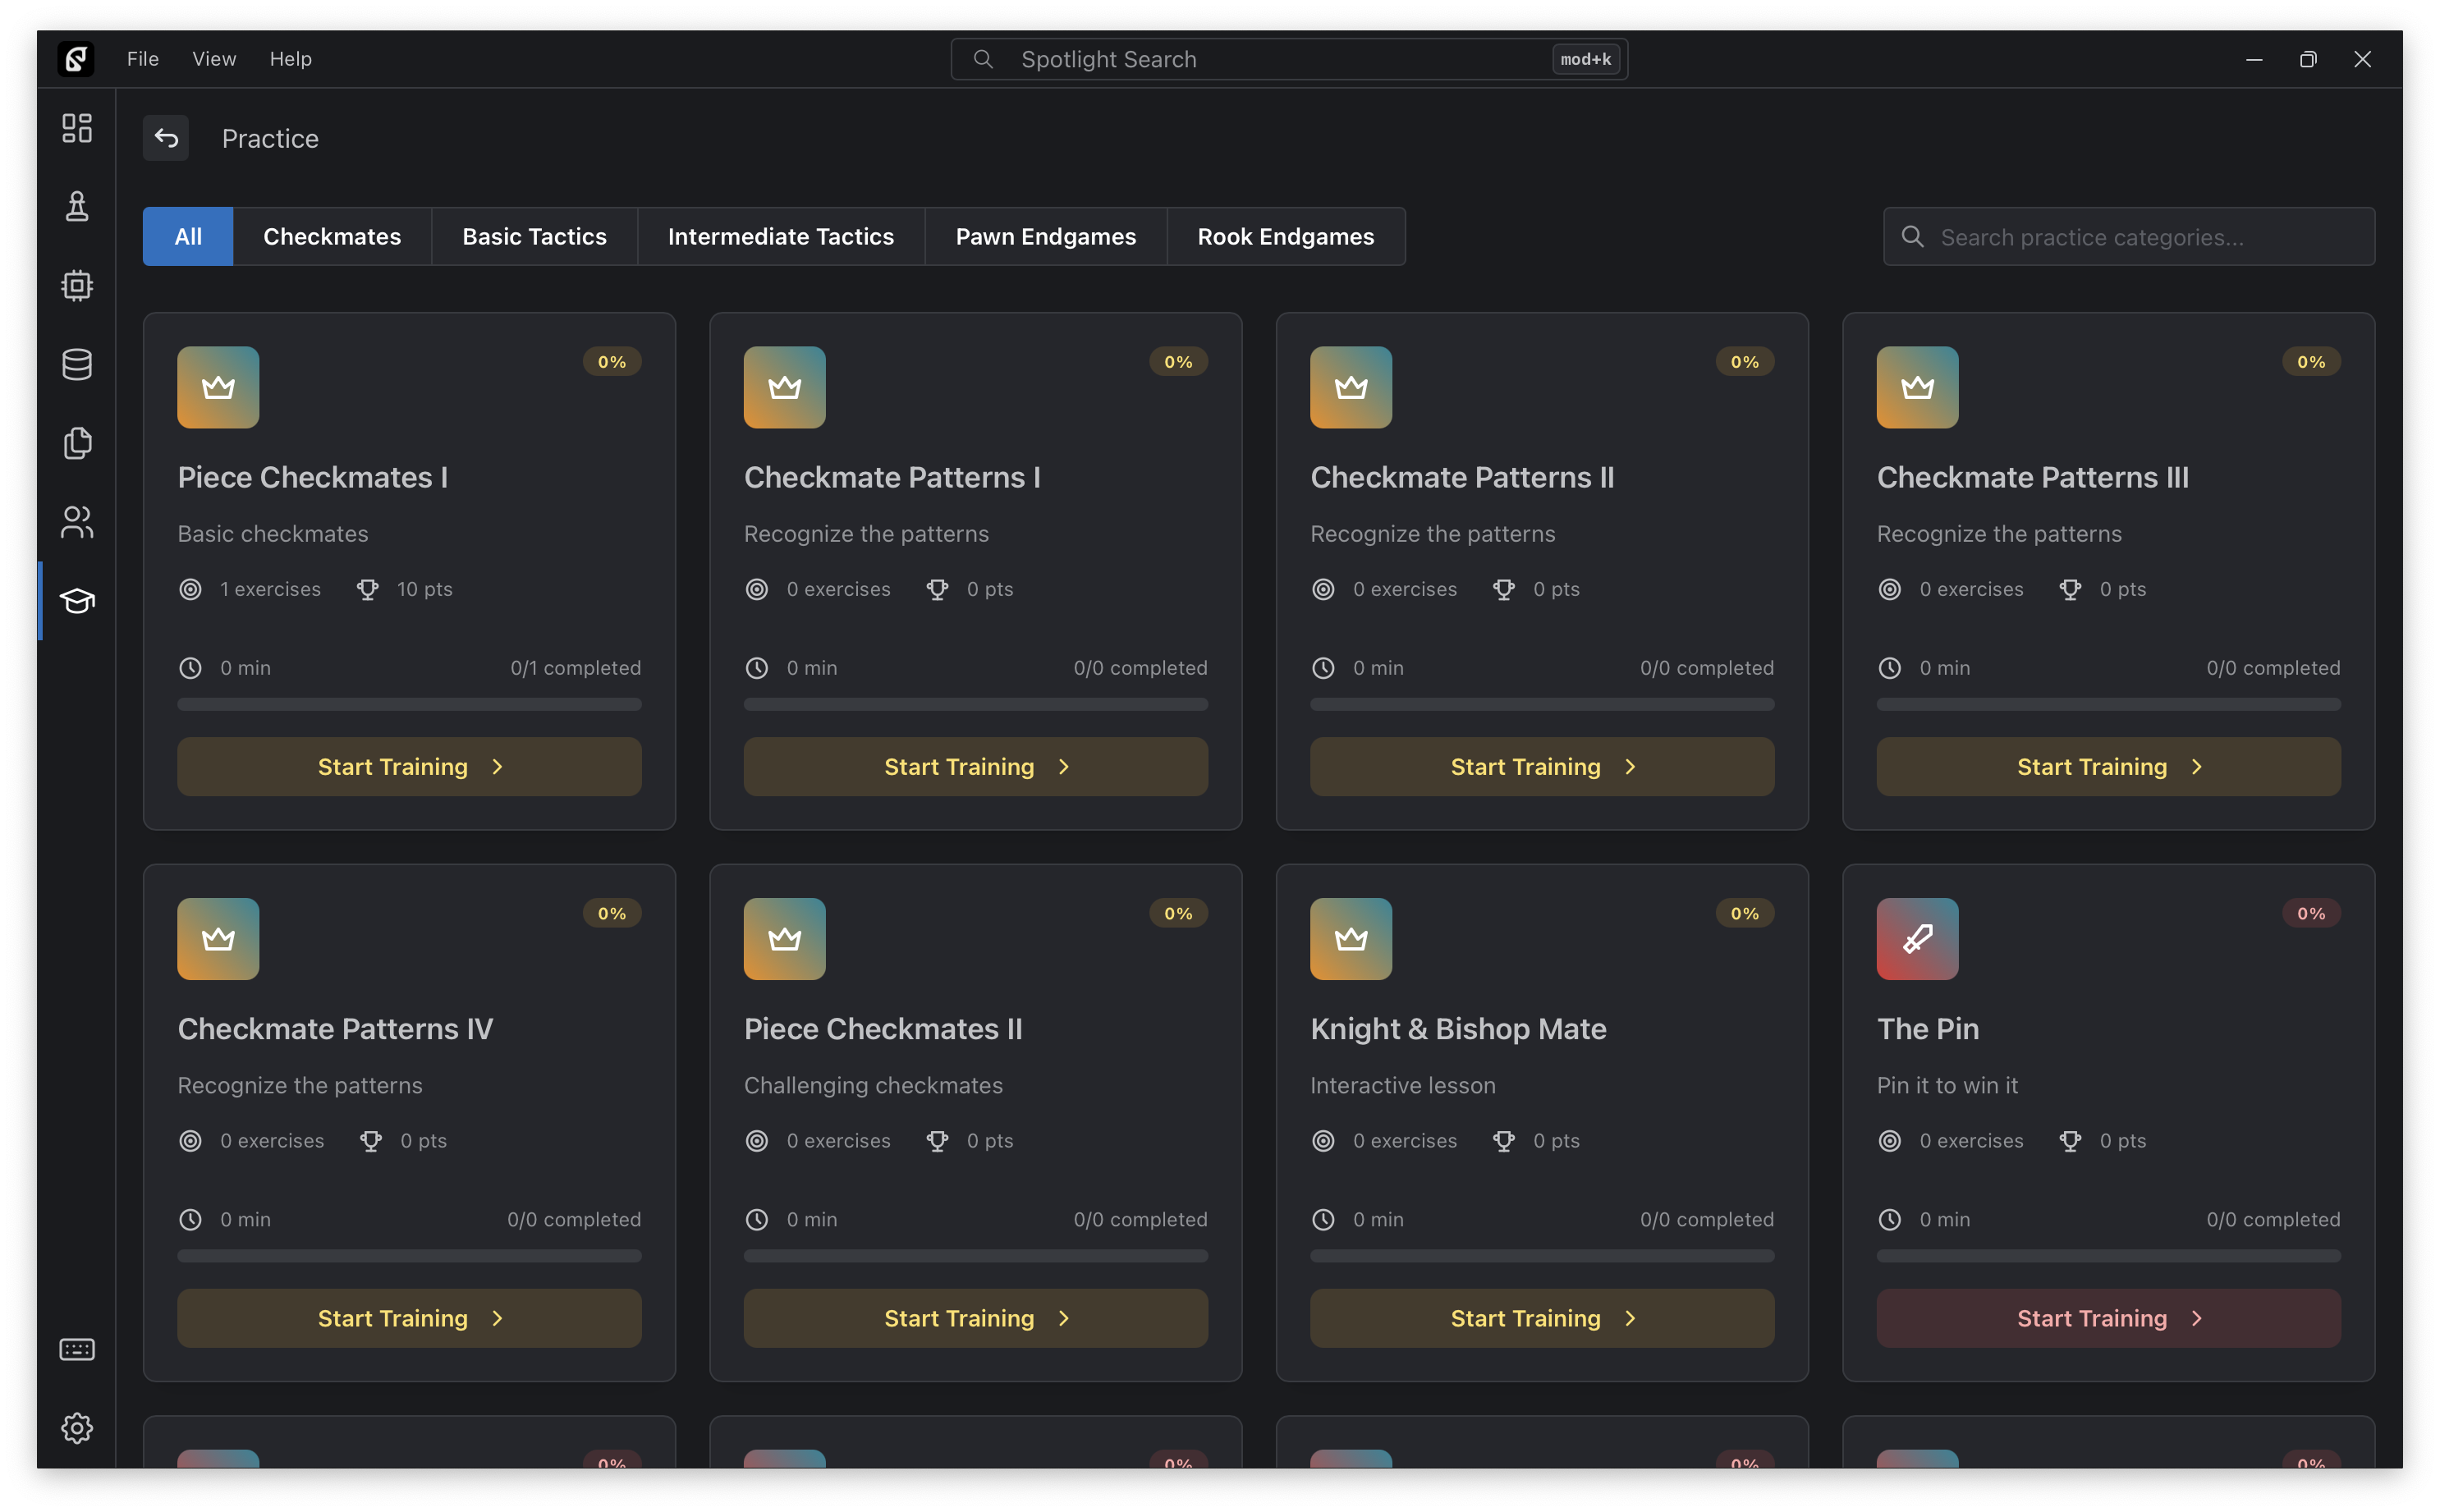 File View Help
Spotlight Search mod+k
Practice
All Checkmates Basic Tactics Intermediate Tactics Pawn Endgames Rook Endgames
Search practice categories...
0% 0% 0% 0%
Piece Checkmates I Checkmate Patterns I Checkmate Patterns II Checkmate Patterns III
Basic checkmates Recognize the patterns Recognize the patterns Recognize the patterns
1 exercises 10 pts 0 exercises 0 pts 0 exercises 0 pts 0 exercises 0 pts
0 min 0/1 completed 0 min 0/0 completed 0 min 0/0 completed 0 min 0/0 completed
Start Training Start Training Start Training Start Training
0% 0% 0% 0%
Checkmate Patterns IV Piece Checkmates II Knight & Bishop Mate The Pin
Recognize the patterns Challenging checkmates Interactive lesson Pin it to win it
0 exercises 0 pts 0 exercises 0 pts 0 exercises 0 pts 0 exercises 0 pts
0 min 0/0 completed 0 min 0/0 completed 0 min 0/0 completed 0 min 0/0 completed
Start Training Start Training Start Training Start Training
0% 0% 0% 0%